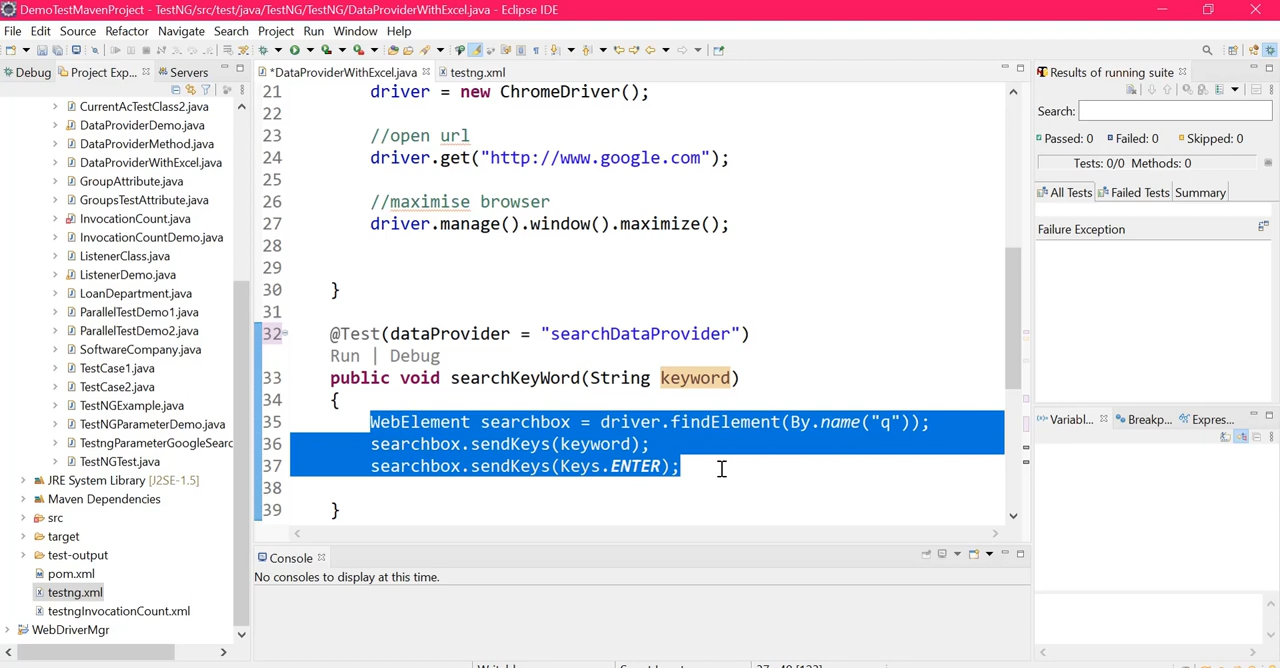 DemoTestMavenProject - TestNG/src/test/java/TestNG/TestNG/DataProviderWithExcel.java - Eclipse IDE
File Edit Source Refactor Navigate Search Project Run Window Help
Debug Project Exp... Servers
CurrentAcTestClass2.java
DataProviderDemo.java
DataProviderMethod.java
DataProviderWithExcel.java
GroupAttribute.java
GroupsTestAttribute.java
InvocationCount.java
InvocationCountDemo.java
ListenerClass.java
ListenerDemo.java
LoanDepartment.java
ParallelTestDemo1.java
ParallelTestDemo2.java
SoftwareCompany.java
TestCase1.java
TestCase2.java
TestNGExample.java
TestNGParameterDemo.java
TestngParameterGoogleSearc
TestNGTest.java
JRE System Library [J2SE-1.5]
Maven Dependencies
src
target
test-output
pom.xml
testng.xml
testngInvocationCount.xml
WebDriverMgr
*DataProviderWithExcel.java testng.xml
21 driver = new ChromeDriver();
22
23 //open url
24 driver.get("http://www.google.com");
25
26 //maximise browser
27 driver.manage().window().maximize();
28
29
30 }
31
32 @Test(dataProvider = "searchDataProvider")
Run | Debug
33 public void searchKeyWord(String keyword)
34 {
35 WebElement searchbox = driver.findElement(By.name("q"));
36 searchbox.sendKeys(keyword);
37 searchbox.sendKeys(Keys.ENTER);
38
39 }
Console
No consoles to display at this time.
Results of running suite
Search:
Passed: 0 Failed: 0 Skipped: 0
Tests: 0/0 Methods: 0
All Tests Failed Tests Summary
Failure Exception
Variabl... Breakp... Expres...